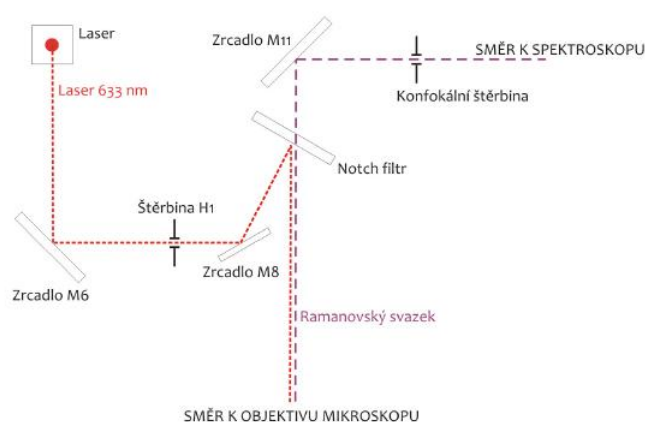 Laser
Zrcadlo M11
SMĚR K SPEKTROSKOPU
Laser 633 nm
Konfokální štěrbina
Notch filtr
Štěrbina H1
Zrcadlo M8
Zrcadlo M6
Ramanovský svazek
SMĚR K OBJEKTIVU MIKROSKOPU